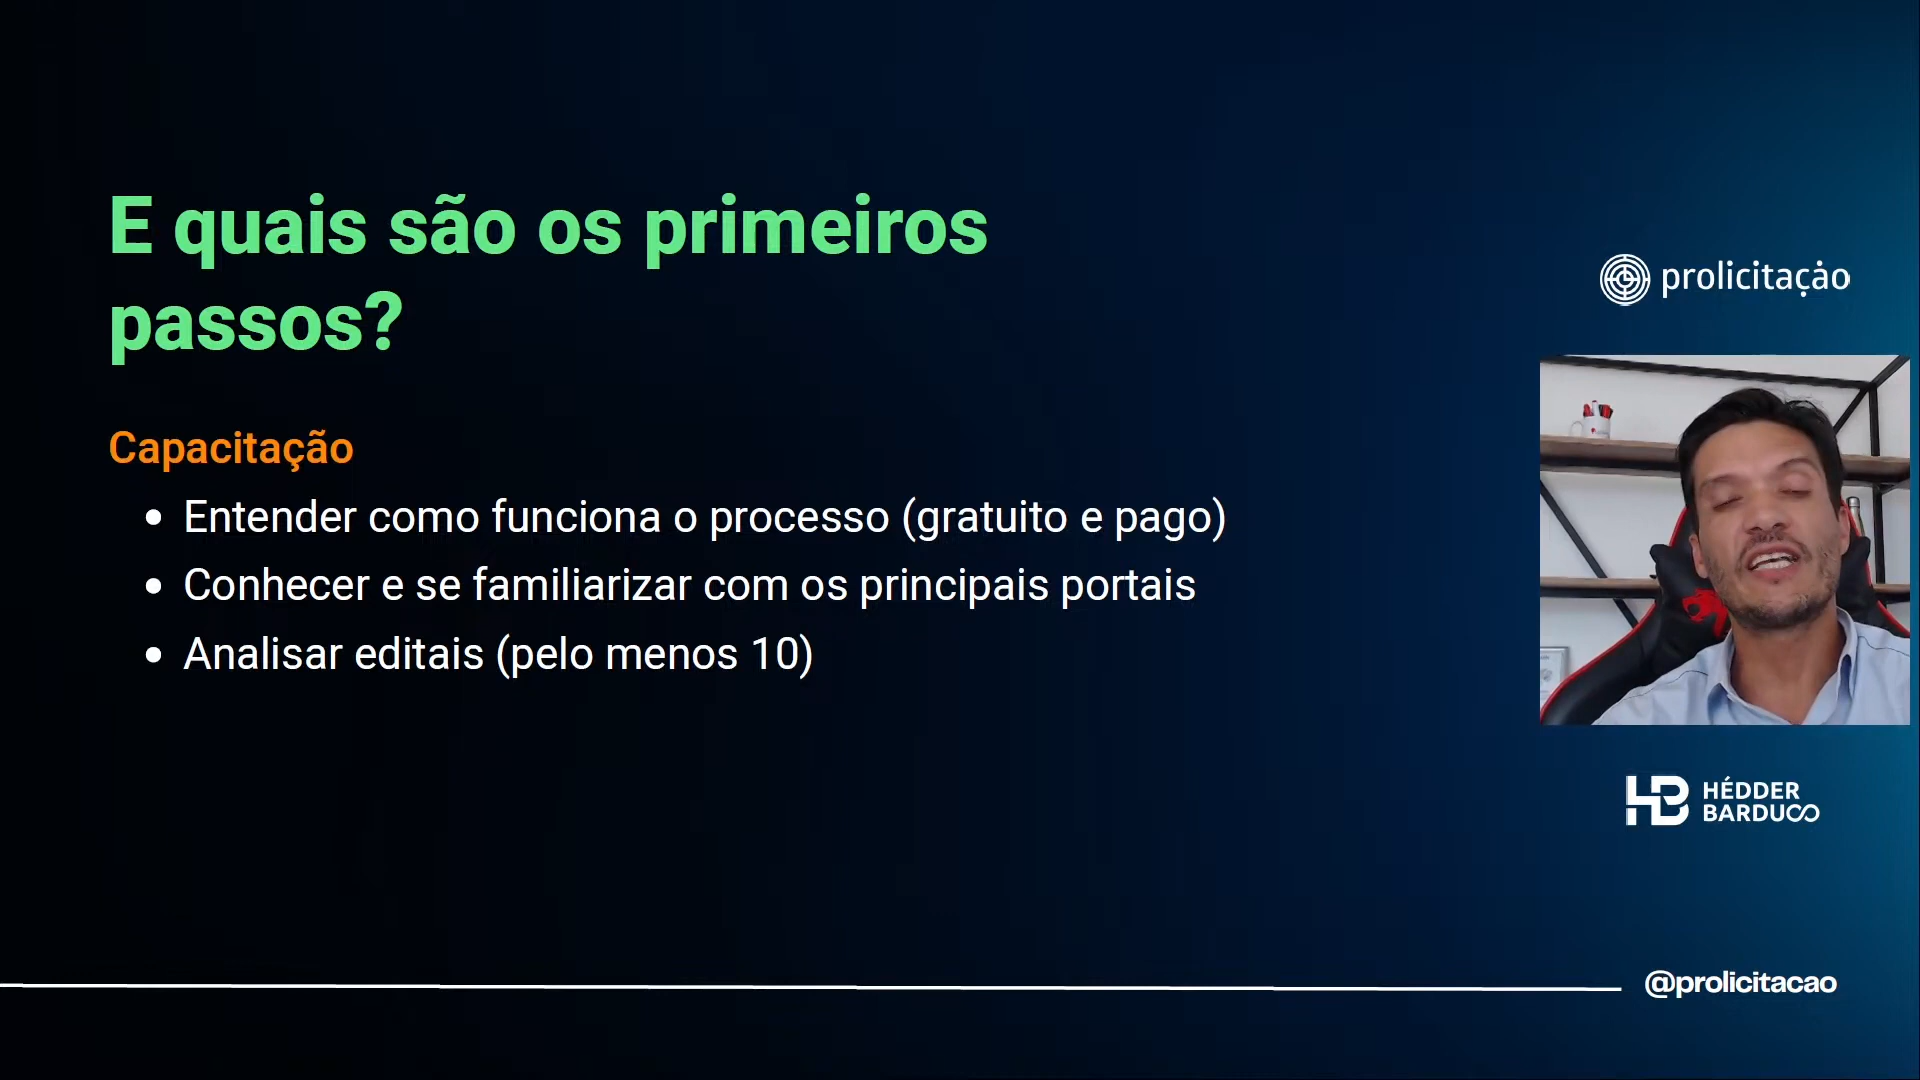 E quais são os primeiros
passos?
Capacitação
• Entender como funciona o processo (gratuito e pago)
• Conhecer e se familiarizar com os principais portais
• Analisar editais (pelo menos 10)
prolicitação
HB HÉDDER
BARDUCO
@prolicitacao